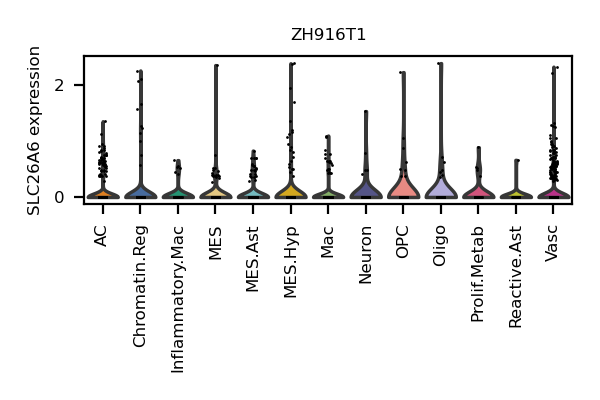 ZH916T1
SLC26A6 expression
2
0
AC
Chromatin.Reg
Inflammatory.Mac
MES
MES.Ast
MES.Hyp
Mac
Neuron
OPC
Oligo
Prolif.Metab
Reactive.Ast
Vasc